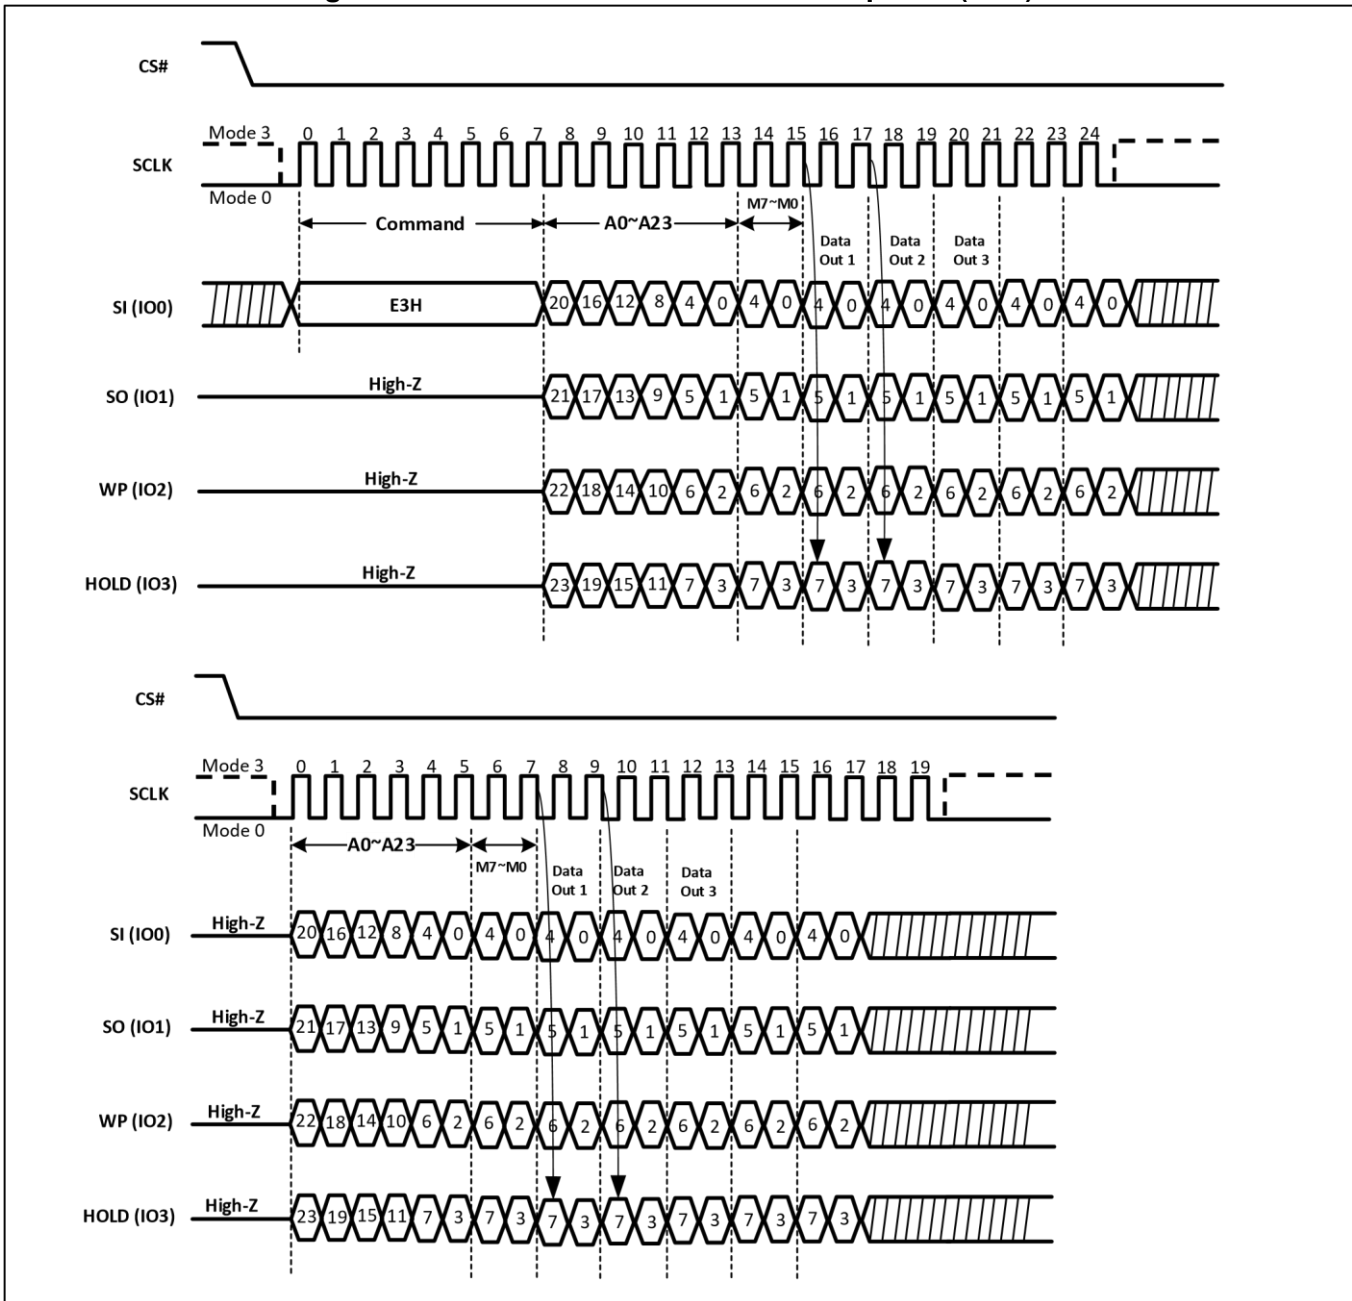 CS#
Mode 3
0 1 2 3 4 5 6 7 8 9 10 11 12 13 14 15 16 17 18 19 20 21 22 23 24
SCLK
Mode 0
Command
A0~A23
M7~M0
Data Out 1
Data Out 2
Data Out 3
SI (IO0)
E3H
20 16 12 8 4 0 4 0 4 0 4 0 4 0 4 0 4 0
SO (IO1)
High-Z
21 17 13 9 5 1 5 1 5 1 5 1 5 1 5 1 5 1
WP (IO2)
High-Z
22 18 14 10 6 2 6 2 6 2 6 2 6 2 6 2 6 2
HOLD (IO3)
High-Z
23 19 15 11 7 3 7 3 7 3 7 3 7 3 7 3 7 3
CS#
Mode 3
0 1 2 3 4 5 6 7 8 9 10 11 12 13 14 15 16 17 18 19
SCLK
Mode 0
A0~A23
M7~M0
Data Out 1
Data Out 2
Data Out 3
SI (IO0)
High-Z
20 16 12 8 4 0 4 0 4 0 4 0 4 0 4 0 4 0
SO (IO1)
High-Z
21 17 13 9 5 1 5 1 5 1 5 1 5 1 5 1 5 1
WP (IO2)
High-Z
22 18 14 10 6 2 6 2 6 2 6 2 6 2 6 2 6 2
HOLD (IO3)
High-Z
23 19 15 11 7 3 7 3 7 3 7 3 7 3 7 3 7 3